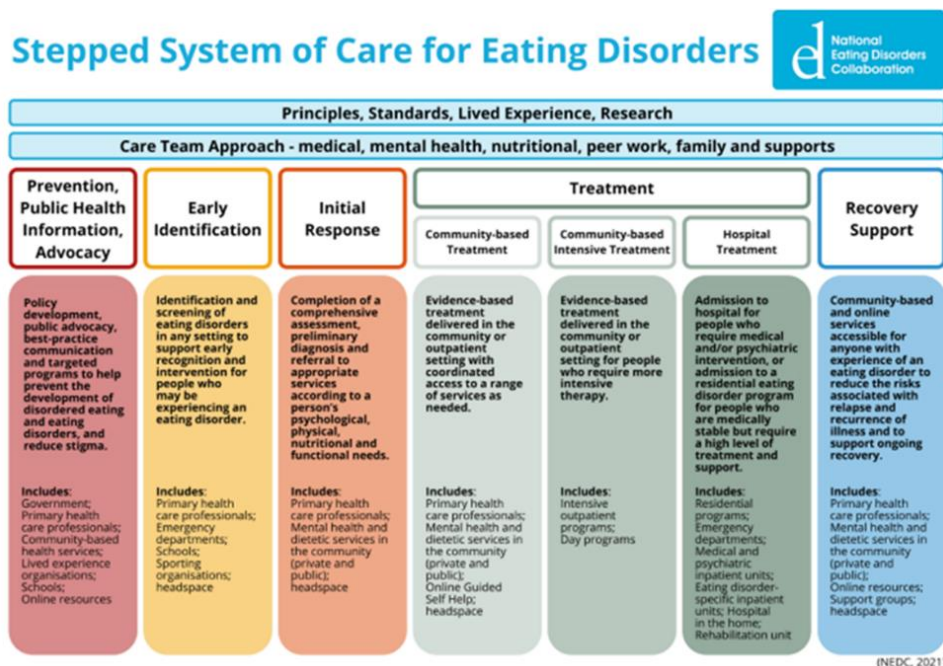 Stepped System of Care for Eating Disorders
d
National
Eating Disorders
Collaboration
Principles, Standards, Lived Experience, Research
Care Team Approach - medical, mental health, nutritional, peer work, family and supports
Prevention,
Public Health
Information,
Advocacy
Early
Identification
Initial
Response
Treatment
Community-based
Treatment
Community-based
Intensive Treatment
Hospital
Treatment
Recovery
Support
Policy
development,
public advocacy,
best-practice
communication
and targeted
programs to help
prevent the
development of
disordered eating
and eating
disorders, and
reduce stigma.
Includes:
Government;
Primary health
care professionals;
Community-based
health services;
Lived experience
organisations;
Schools;
Online resources
Identification and
screening of
eating disorders
in any setting to
support early
recognition and
intervention for
people who
may be
experiencing an
eating disorder.
Includes:
Primary health
care professionals;
Emergency
departments;
Schools;
Sporting
organisations;
headspace
Completion of a
comprehensive
assessment,
preliminary
diagnosis and
referral to
appropriate
services
according to a
person's
psychological,
physical,
nutritional and
functional needs.
Includes:
Primary health
care professionals;
Mental health and
dietetic services in
the community
(private and
public);
headspace
Evidence-based
treatment
delivered in the
community or
outpatient
setting with
coordinated
access to a range
of services as
needed.
Includes:
Primary health
care professionals;
Mental health and
dietetic services in
the community
(private and
public);
Online Guided
Self Help;
headspace
Evidence-based
treatment
delivered in the
community or
outpatient
setting for people
who require more
intensive
therapy.
Includes:
Intensive
outpatient
programs;
Day programs
Admission to
hospital for
people who
require medical
and/or psychiatric
intervention, or
admission to a
residential eating
disorder program
for people who
are medically
stable but require
a high level of
treatment and
support.
Includes:
Residential
programs;
Emergency
departments;
Medical and
psychiatric
inpatient units;
Eating disorder-
specific inpatient
units; Hospital
in the home;
Rehabilitation unit
Community-based
and online
services
accessible for
anyone with
experience of an
eating disorder to
reduce the risks
associated with
relapse and
recurrence of
illness and to
support ongoing
recovery.
Includes:
Primary health
care professionals;
Mental health and
dietetic services in
the community
(private and
public);
Online resources;
Support groups;
headspace
(NEDC, 2021)